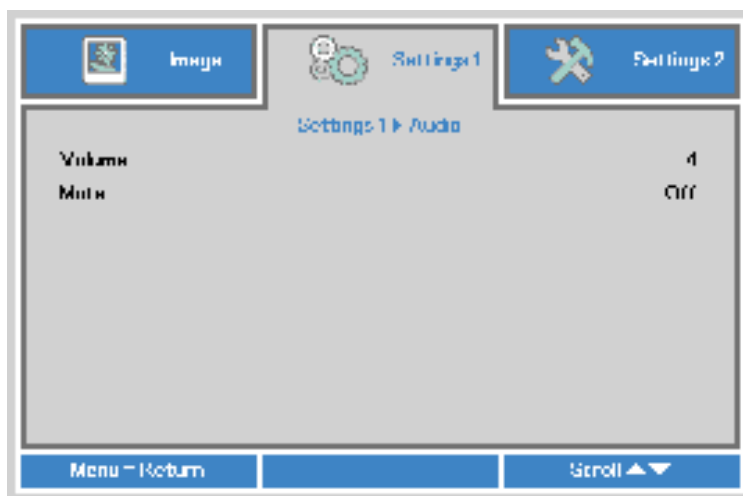 Image
Settings 1
Settings 2
Settings 1 ▶ Audio
Volume 4
Mute Off
Menu = Return
Scroll ▲▼